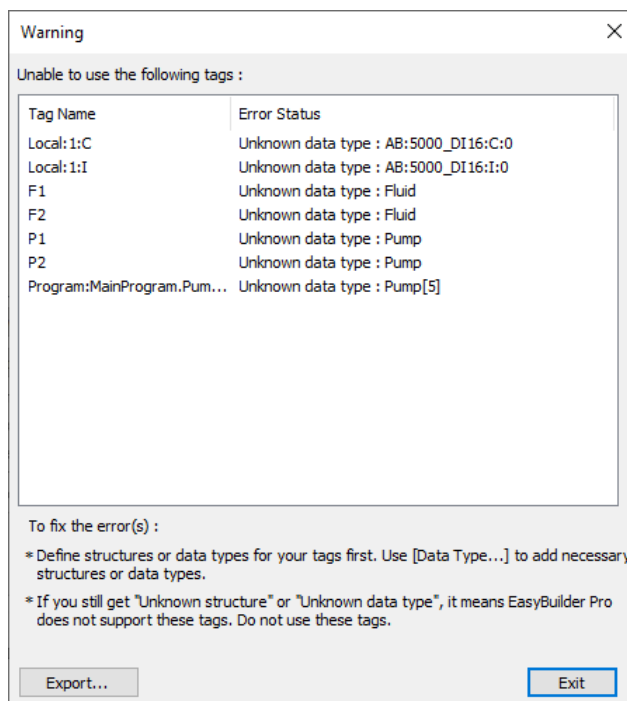 Warning
Unable to use the following tags :
Tag Name Error Status
Local:1:C Unknown data type : AB:5000_DI16:C:0
Local:1:I Unknown data type : AB:5000_DI16:I:0
F1 Unknown data type : Fluid
F2 Unknown data type : Fluid
P1 Unknown data type : Pump
P2 Unknown data type : Pump
Program:MainProgram.Pum... Unknown data type : Pump[5]
To fix the error(s) :
* Define structures or data types for your tags first. Use [Data Type...] to add necessary
structures or data types.
* If you still get "Unknown structure" or "Unknown data type", it means EasyBuilder Pro
does not support these tags. Do not use these tags.
Export... Exit